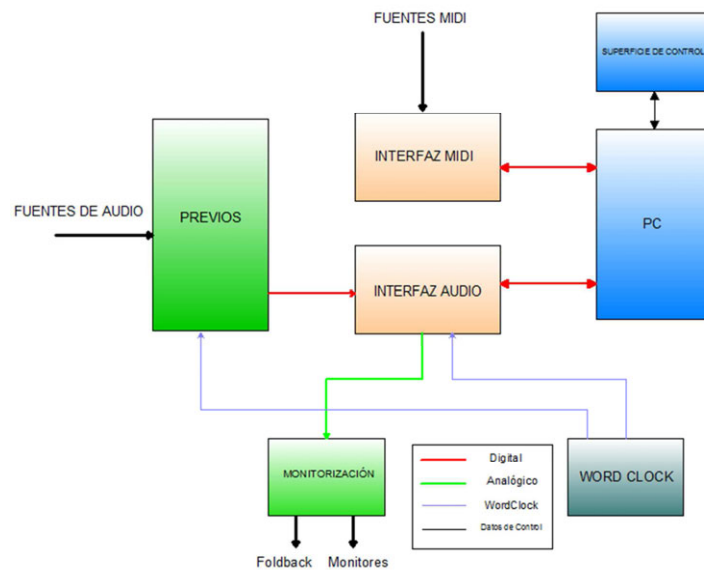 FUENTES MIDI
SUPERFICIE DE CONTROL
INTERFAZ MIDI
FUENTES DE AUDIO
PREVIOS
PC
INTERFAZ AUDIO
MONITORIZACIÓN
Digital
Analógico
WordClock
Datos de Control
WORD CLOCK
Foldback
Monitores